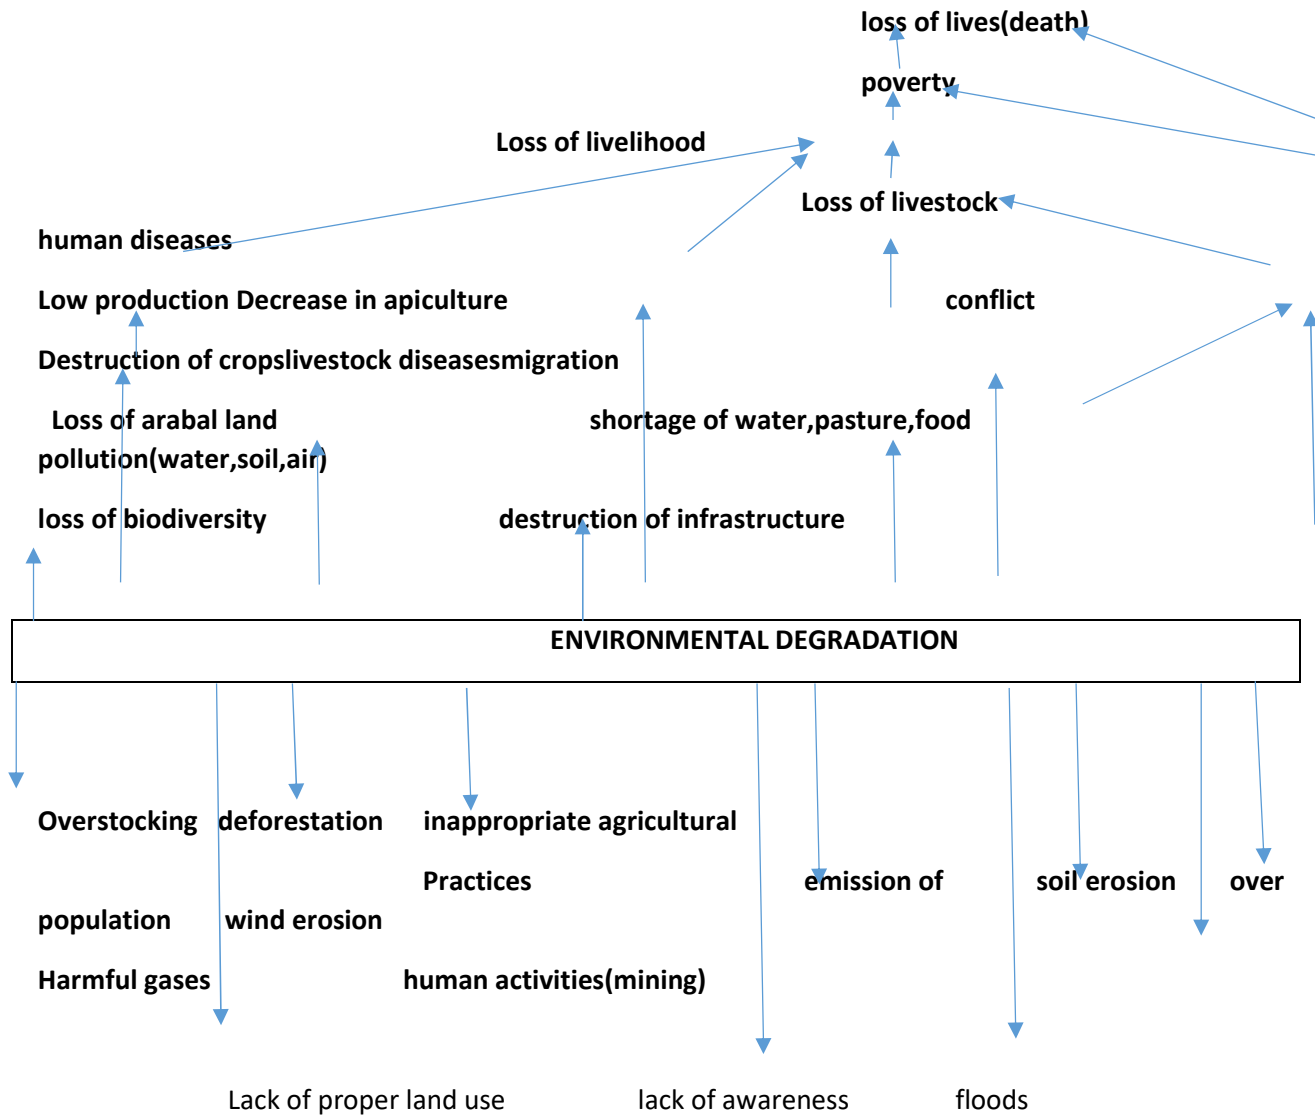 loss of lives(death)
poverty
Loss of livelihood
Loss of livestock
human diseases
Low production Decrease in apiculture conflict
Destruction of cropslivestock diseasesmigration
Loss of arabal land shortage of water,pasture,food
pollution(water,soil,air)
loss of biodiversity destruction of infrastructure
ENVIRONMENTAL DEGRADATION
Overstocking deforestation inappropriate agricultural
Practices emission of soil erosion over
population wind erosion
Harmful gases human activities(mining)
Lack of proper land use lack of awareness floods